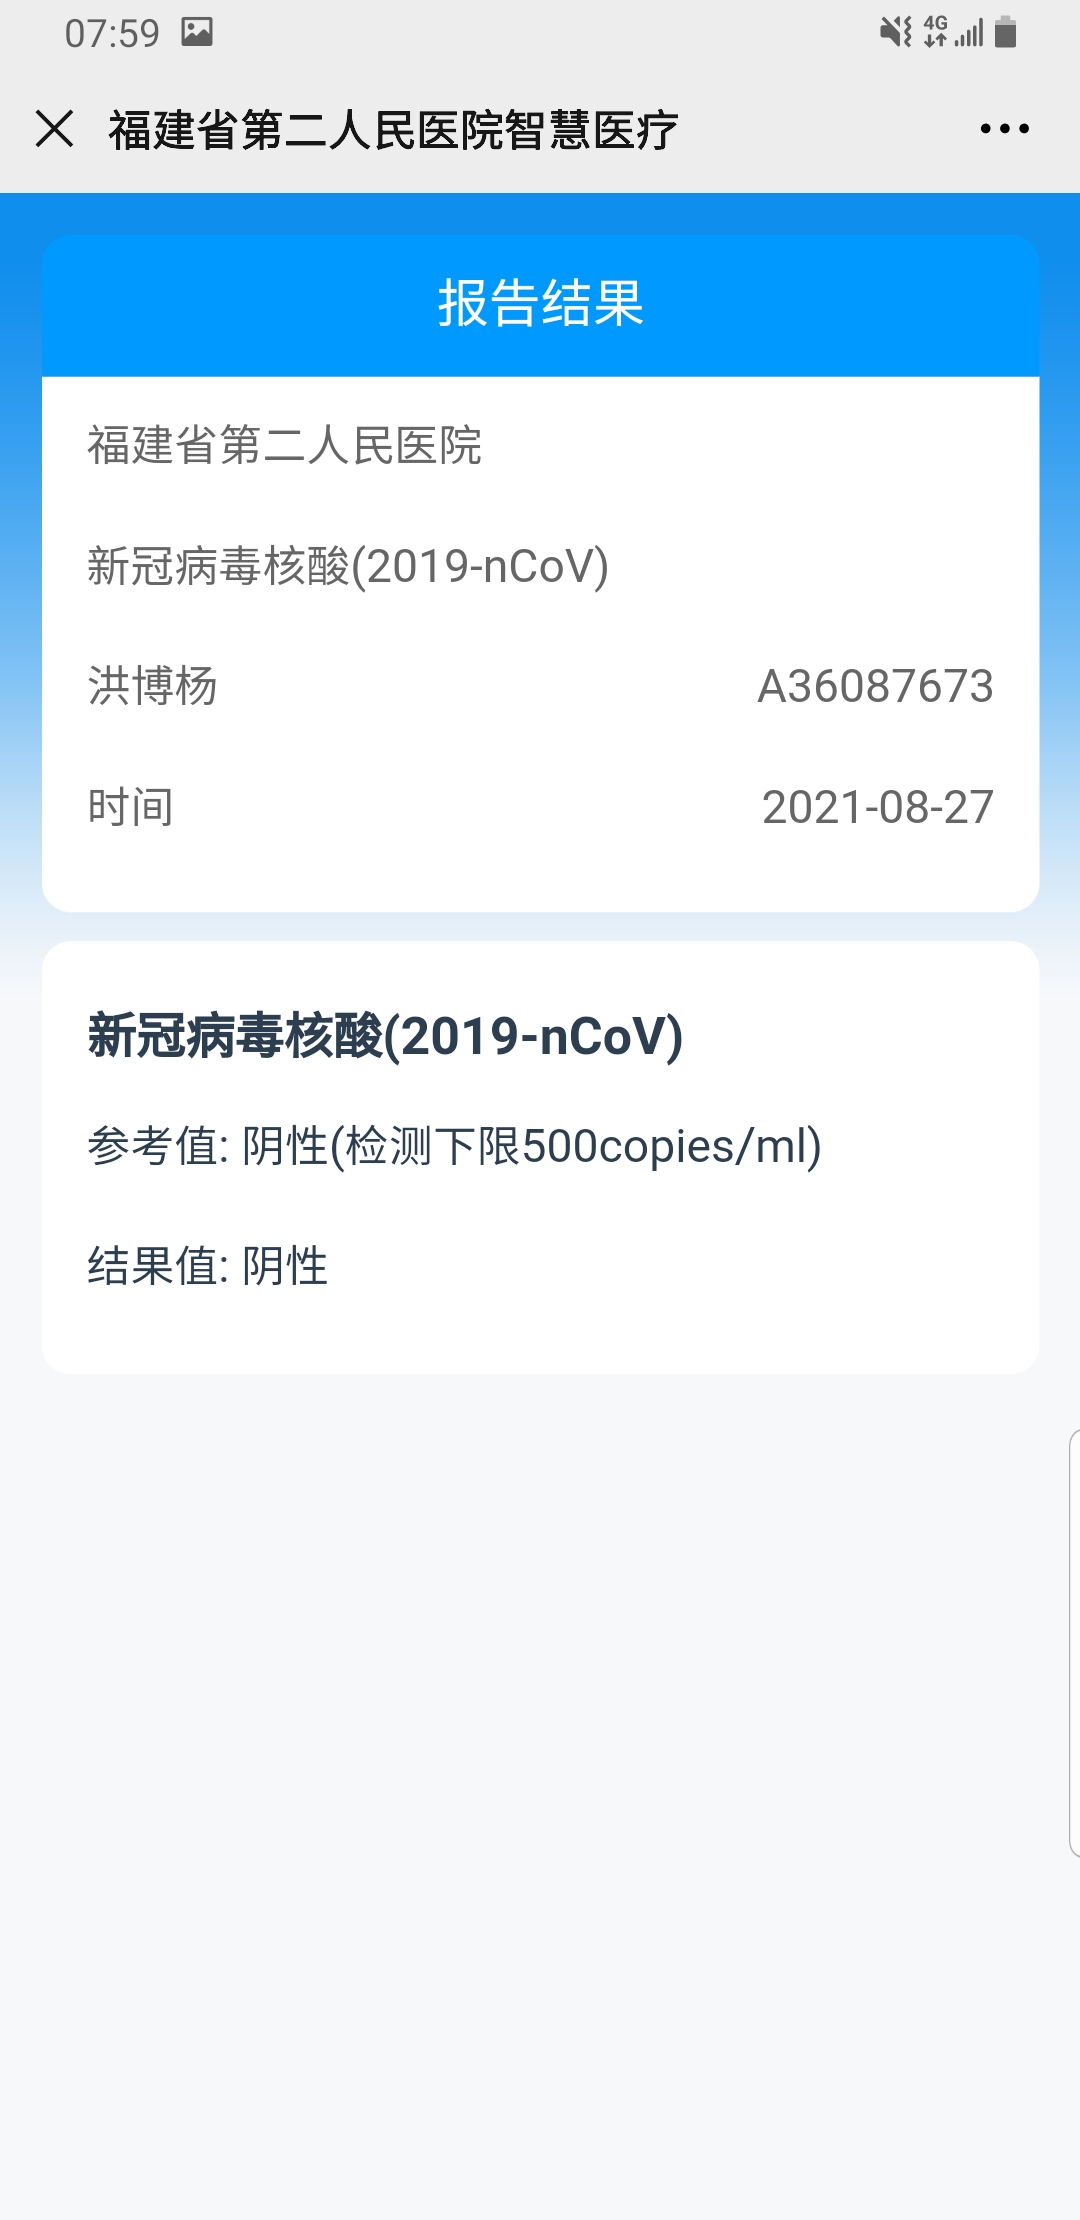 07:59
4G
福建省第二人民医院智慧医疗
报告结果
福建省第二人民医院
新冠病毒核酸(2019-nCoV)
洪博杨 A36087673
时间 2021-08-27
新冠病毒核酸(2019-nCoV)
参考值: 阴性(检测下限500copies/ml)
结果值: 阴性